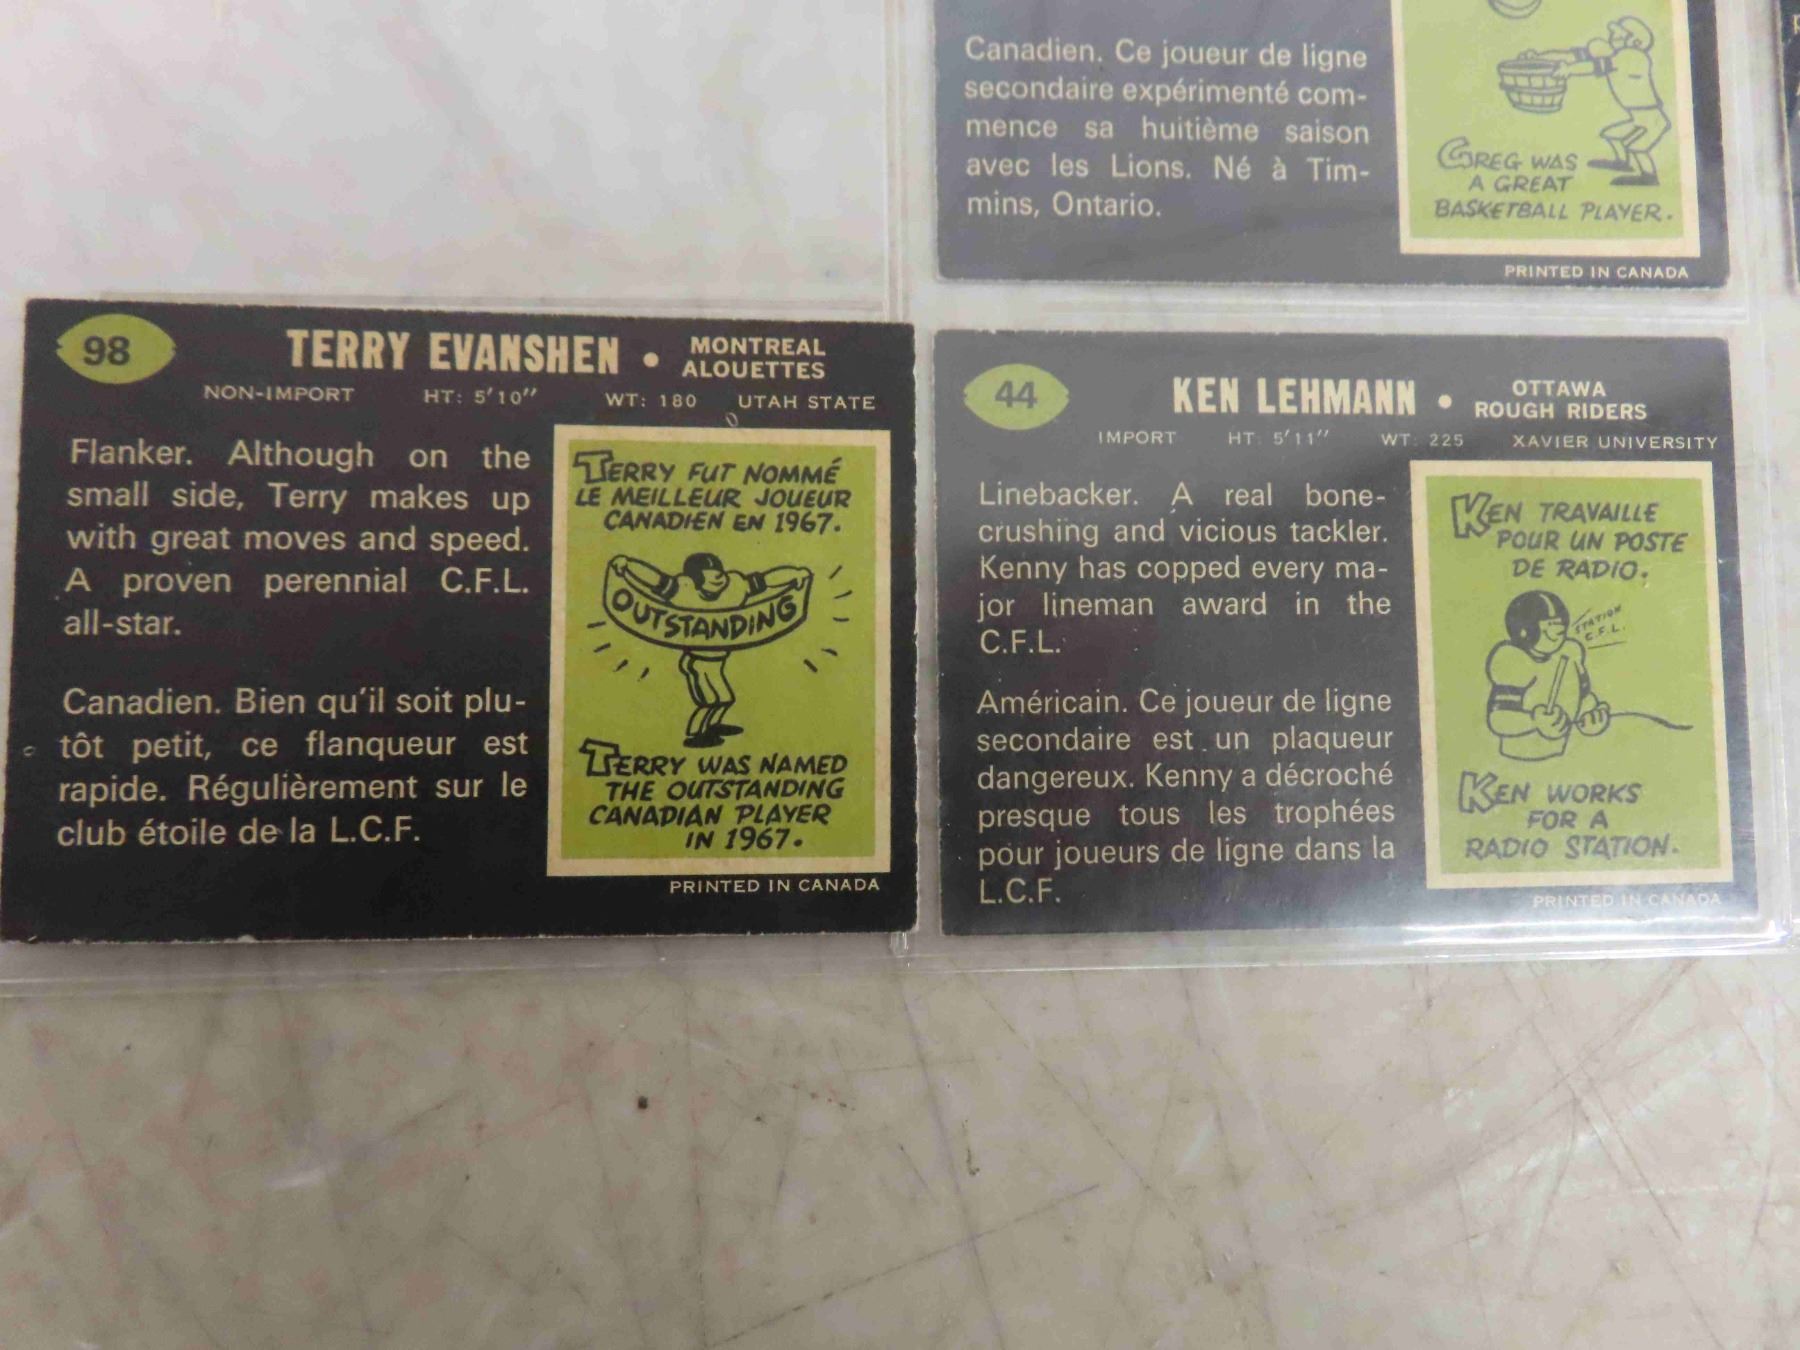 Canadien. Ce joueur de ligne
secondaire expérimenté com-
mence sa huitième saison
avec les Lions. Né à Tim-
mins, Ontario.
GREG WAS
A GREAT
BASKETBALL PLAYER.
PRINTED IN CANADA
98
TERRY EVANSHEN • MONTREAL
ALOUETTES
NON-IMPORT HT: 5'10" WT: 180 UTAH STATE
Flanker. Although on the
small side, Terry makes up
with great moves and speed.
A proven perennial C.F.L.
all-star.
Canadien. Bien qu'il soit plu-
tôt petit, ce flanqueur est
rapide. Régulièrement sur le
club étoile de la L.C.F.
TERRY FUT NOMMÉ
LE MEILLEUR JOUEUR
CANADIEN EN 1967.
OUTSTANDING
TERRY WAS NAMED
THE OUTSTANDING
CANADIAN PLAYER
IN 1967.
PRINTED IN CANADA
44
KEN LEHMANN • OTTAWA
ROUGH RIDERS
IMPORT HT: 5'11" WT: 225 XAVIER UNIVERSITY
Linebacker. A real bone-
crushing and vicious tackler.
Kenny has copped every ma-
jor lineman award in the
C.F.L.
Américain. Ce joueur de ligne
secondaire est un plaqueur
dangereux. Kenny a décroché
presque tous les trophées
pour joueurs de ligne dans la
L.C.F.
KEN TRAVAILLE
POUR UN POSTE
DE RADIO.
STATION
C.F.L.
KEN WORKS
FOR A
RADIO STATION.
PRINTED IN CANADA